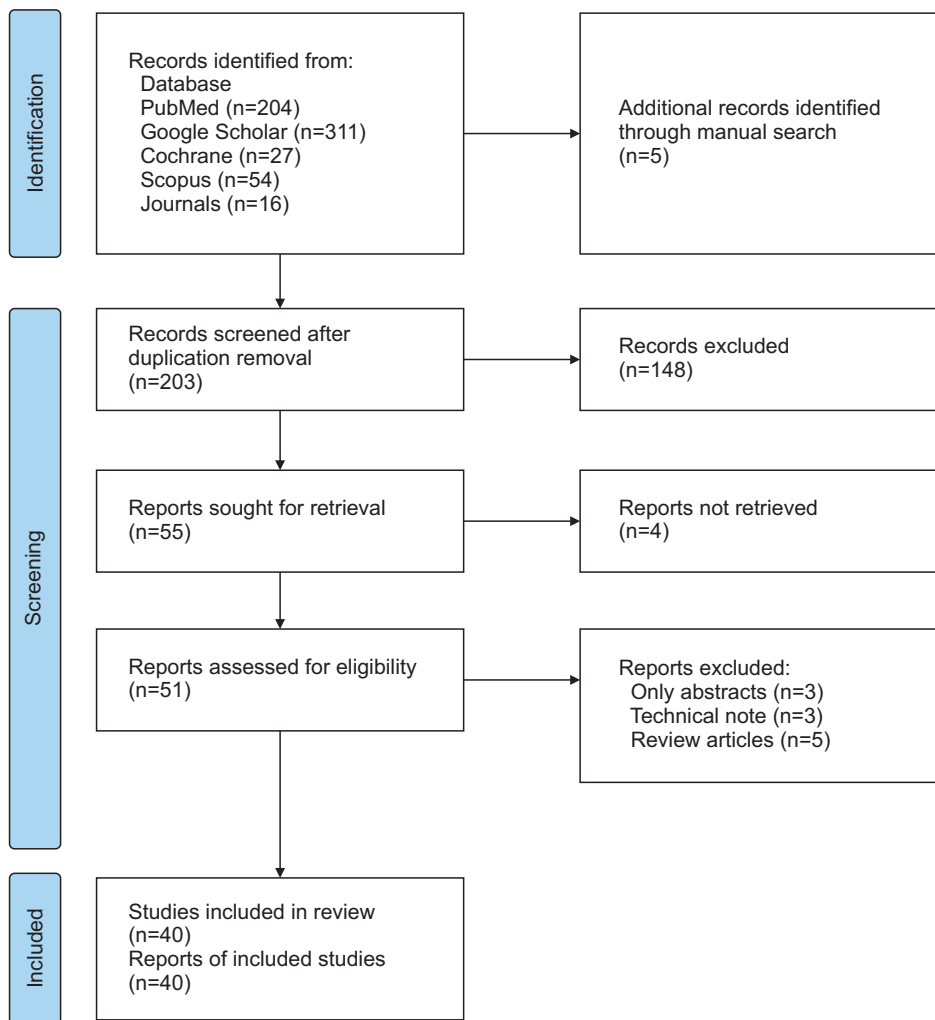 Identification
Records identified from:
Database
PubMed (n=204)
Google Scholar (n=311)
Cochrane (n=27)
Scopus (n=54)
Journals (n=16)
Additional records identified
through manual search
(n=5)
Screening
Records screened after
duplication removal
(n=203)
Records excluded
(n=148)
Reports sought for retrieval
(n=55)
Reports not retrieved
(n=4)
Reports assessed for eligibility
(n=51)
Reports excluded:
Only abstracts (n=3)
Technical note (n=3)
Review articles (n=5)
Included
Studies included in review
(n=40)
Reports of included studies
(n=40)